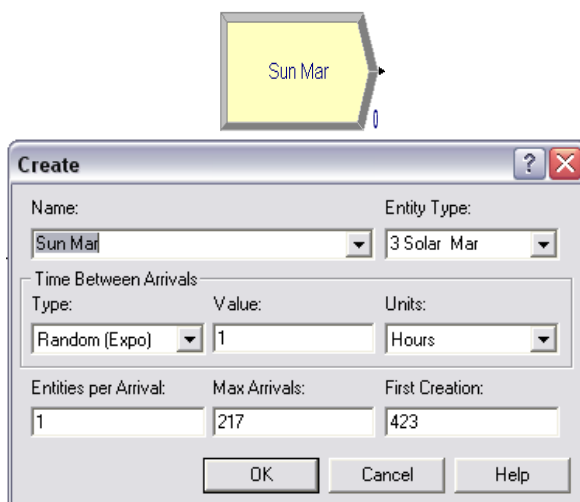 Sun Mar
0
Create
Name: Entity Type:
Sun Mar 3 Solar Mar
Time Between Arrivals
Type: Value: Units:
Random (Expo) 1 Hours
Entities per Arrival: Max Arrivals: First Creation:
1 217 423
OK Cancel Help